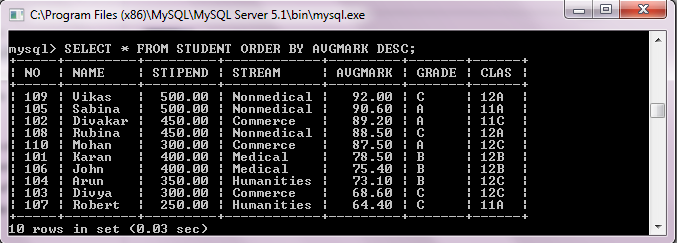 C:\Program Files (x86)\MySQL\MySQL Server 5.1\bin\mysql.exe
mysql> SELECT * FROM STUDENT ORDER BY AVGMARK DESC;
+-----+---------+---------+------------+---------+-------+------+
| NO | NAME | STIPEND | STREAM | AVGMARK | GRADE | CLAS |
+-----+---------+---------+------------+---------+-------+------+
| 109 | Vikas | 500.00 | Nonmedical | 92.00 | C | 12A |
| 105 | Sabina | 500.00 | Nonmedical | 90.60 | A | 11A |
| 102 | Divakar | 450.00 | Commerce | 89.20 | A | 11C |
| 108 | Rubina | 450.00 | Nonmedical | 88.50 | C | 12A |
| 110 | Mohan | 300.00 | Commerce | 87.50 | A | 12C |
| 101 | Karan | 400.00 | Medical | 78.50 | B | 12B |
| 106 | John | 400.00 | Medical | 75.40 | B | 12B |
| 104 | Arun | 350.00 | Humanities | 73.10 | B | 12C |
| 103 | Divya | 300.00 | Commerce | 68.60 | C | 12C |
| 107 | Robert | 250.00 | Humanities | 64.40 | C | 11A |
+-----+---------+---------+------------+---------+-------+------+
10 rows in set (0.03 sec)